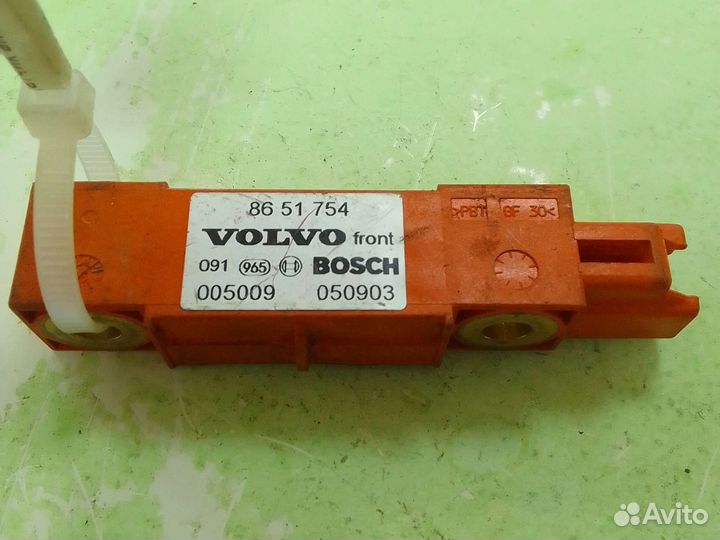 86 51 754
VOLVO front
091 965 BOSCH
005009 050903
>PBT GF 30<
Avito